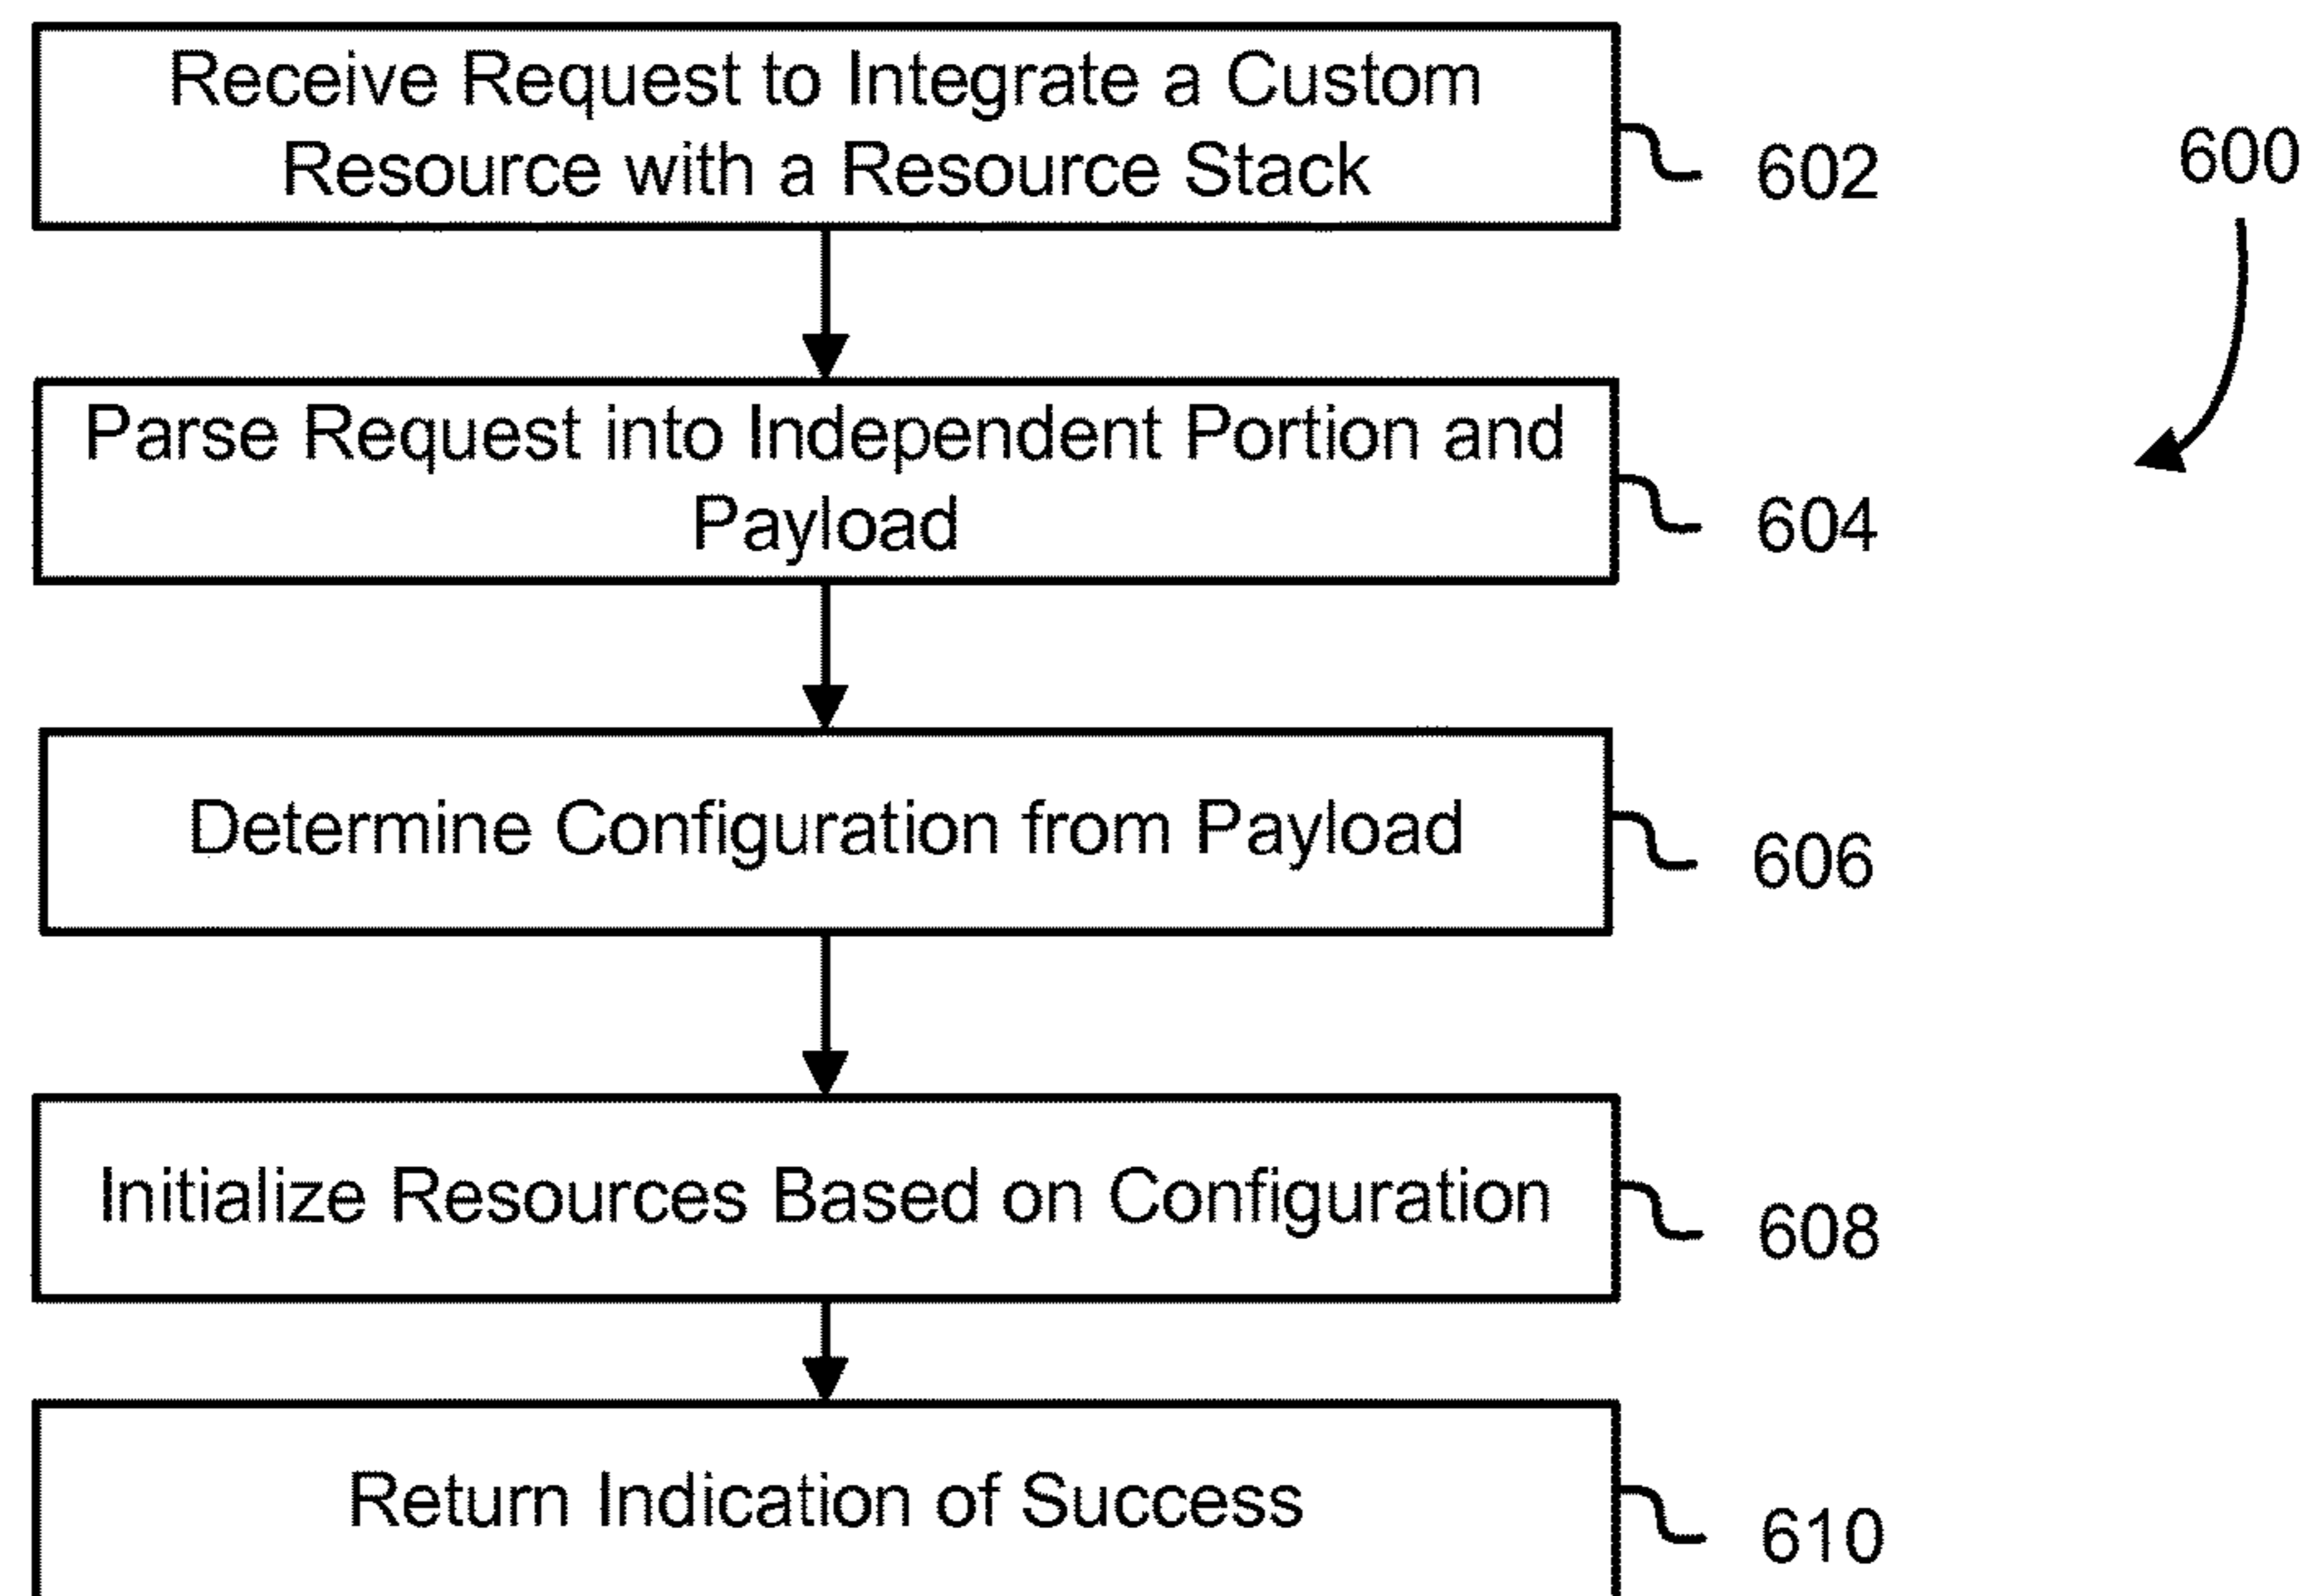 Receive Request to Integrate a Custom
Resource with a Resource Stack
602
600
Parse Request into Independent Portion and
Payload
604
Determine Configuration from Payload
606
Initialize Resources Based on Configuration
608
Return Indication of Success
610